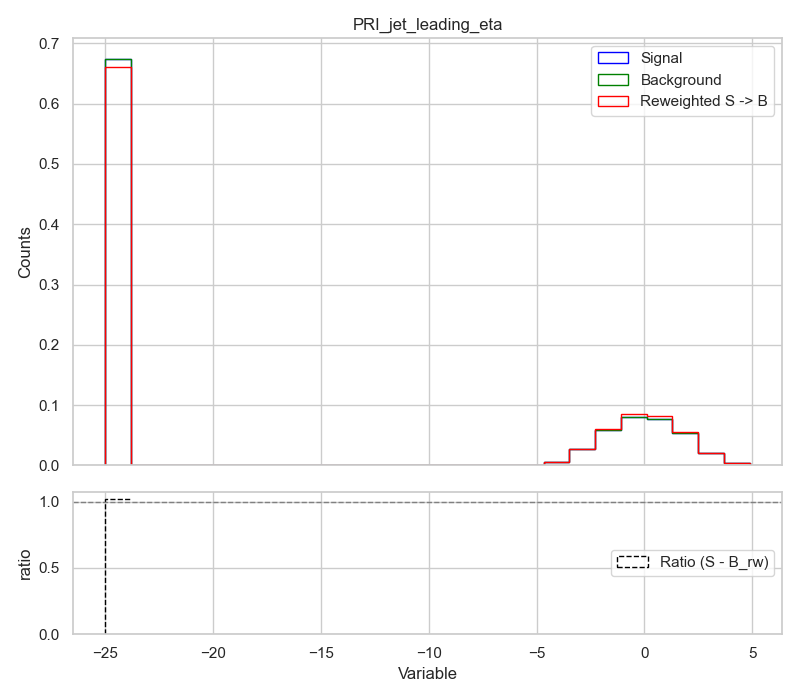 PRI_jet_leading_eta
0.7
0.6
0.5
0.4
0.3
0.2
0.1
0.0
Counts
Signal
Background
Reweighted S -> B
1.0
0.5
0.0
ratio
Ratio (S - B_rw)
−25
−20
−15
−10
−5
0
5
Variable